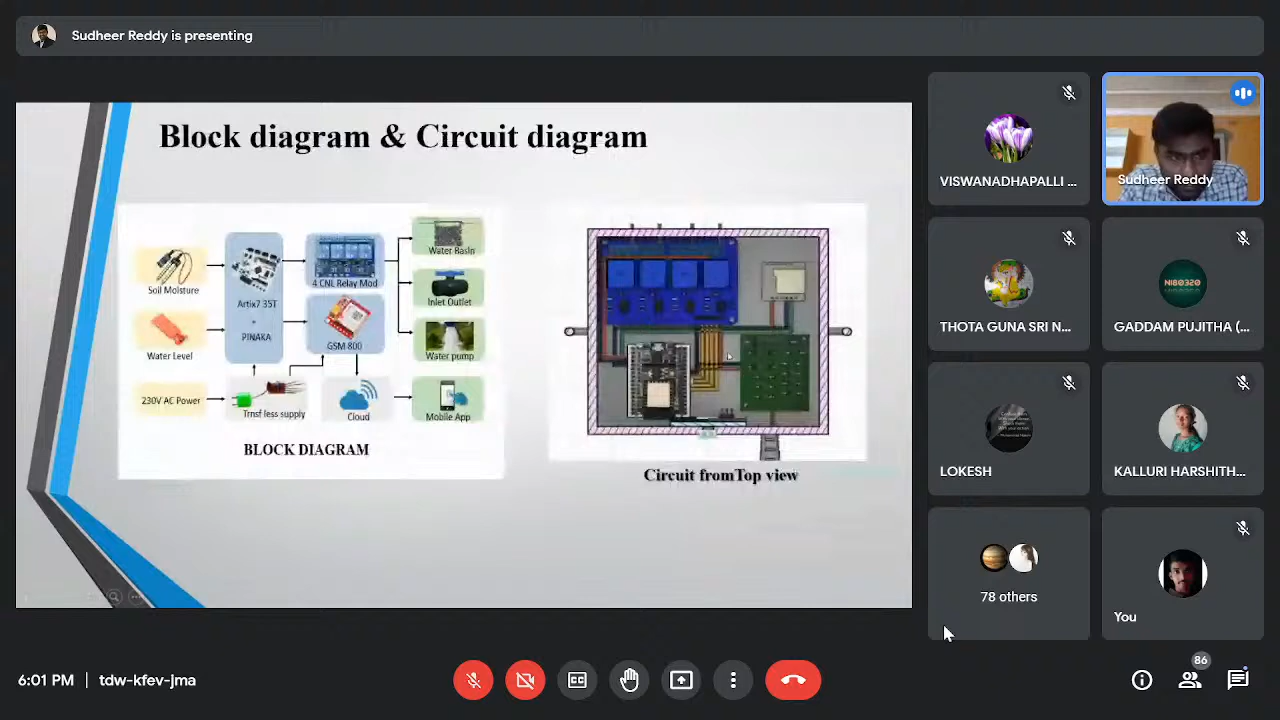 Sudheer Reddy is presenting
Block diagram & Circuit diagram
Soil Moisture
Water Level
230V AC Power
Artix7 35T
+
PINAKA
Trnsf less supply
4 CNL Relay Mod
GSM 800
Cloud
Water Basin
Inlet Outlet
Water pump
Mobile App
BLOCK DIAGRAM
Circuit fromTop view
VISWANADHAPALLI ...
Sudheer Reddy
THOTA GUNA SRI N...
GADDAM PUJITHA (...
NI80320
LOKESH
KALLURI HARSHITH...
78 others
You
6:01 PM | tdw-kfev-jma
86